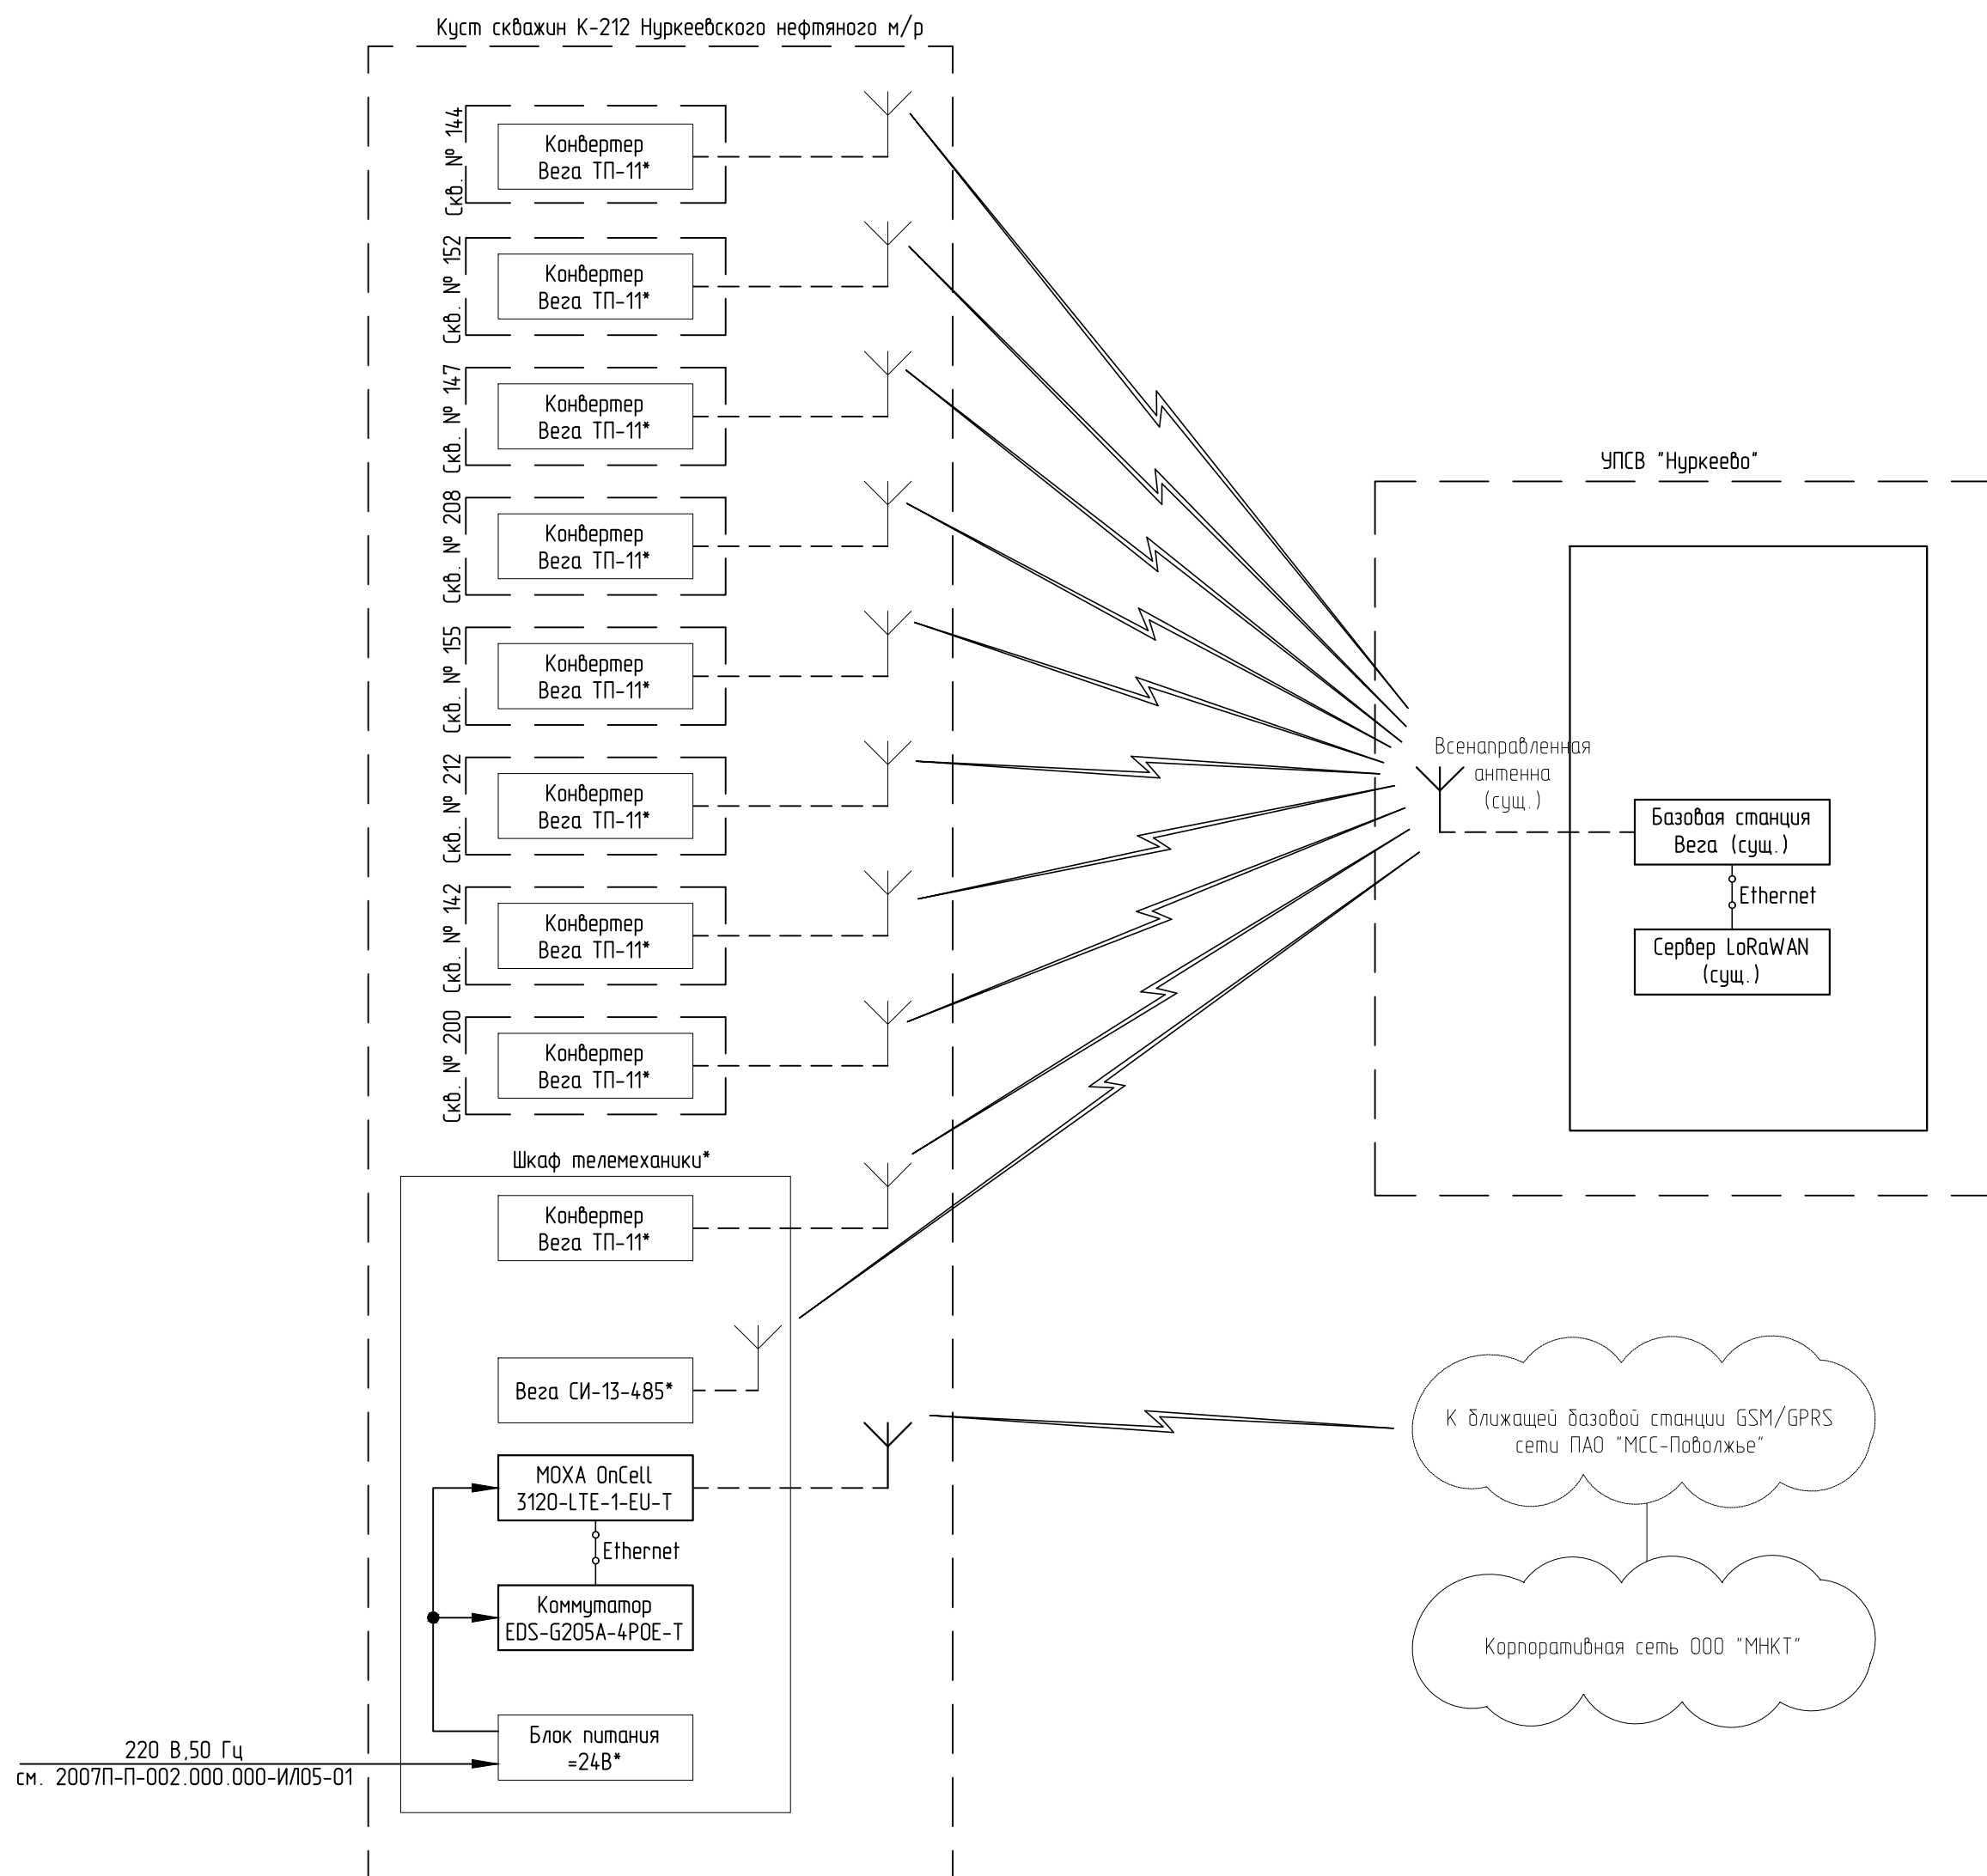 Куст скважин К-212 Нуркеевского нефтяного м/р
Скв. № 144
Конвертер
Вега ТП-11*
Скв. № 152
Конвертер
Вега ТП-11*
Скв. № 147
Конвертер
Вега ТП-11*
Скв. № 208
Конвертер
Вега ТП-11*
Скв. № 155
Конвертер
Вега ТП-11*
Скв. № 212
Конвертер
Вега ТП-11*
Скв. № 142
Конвертер
Вега ТП-11*
Скв. № 200
Конвертер
Вега ТП-11*
Шкаф телемеханики*
Конвертер
Вега ТП-11*
Вега СИ-13-485*
MOXA OnCell
3120-LTE-1-EU-T
Ethernet
Коммутатор
EDS-G205A-4POE-T
Блок питания
=24В*
220 В,50 Гц
см. 2007П-П-002.000.000-ИЛО5-01
УПСВ "Нуркеево"
Всенаправленная
антенна
(сущ.)
Базовая станция
Вега (сущ.)
Ethernet
Сервер LoRaWAN
(сущ.)
К ближащей базовой станции GSM/GPRS
сети ПАО "МСС-Поволжье"
Корпоративная сеть ООО "МНКТ"